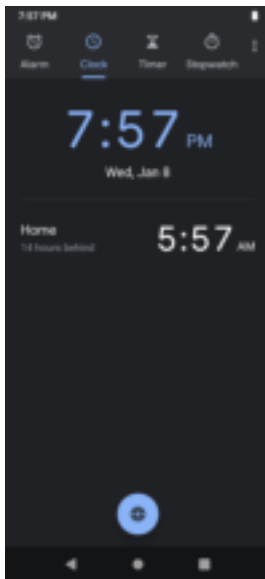 7:57 PM
Alarm Clock Timer Stopwatch
7:57 PM
Wed, Jan 8
Home
14 hours behind
5:57 AM